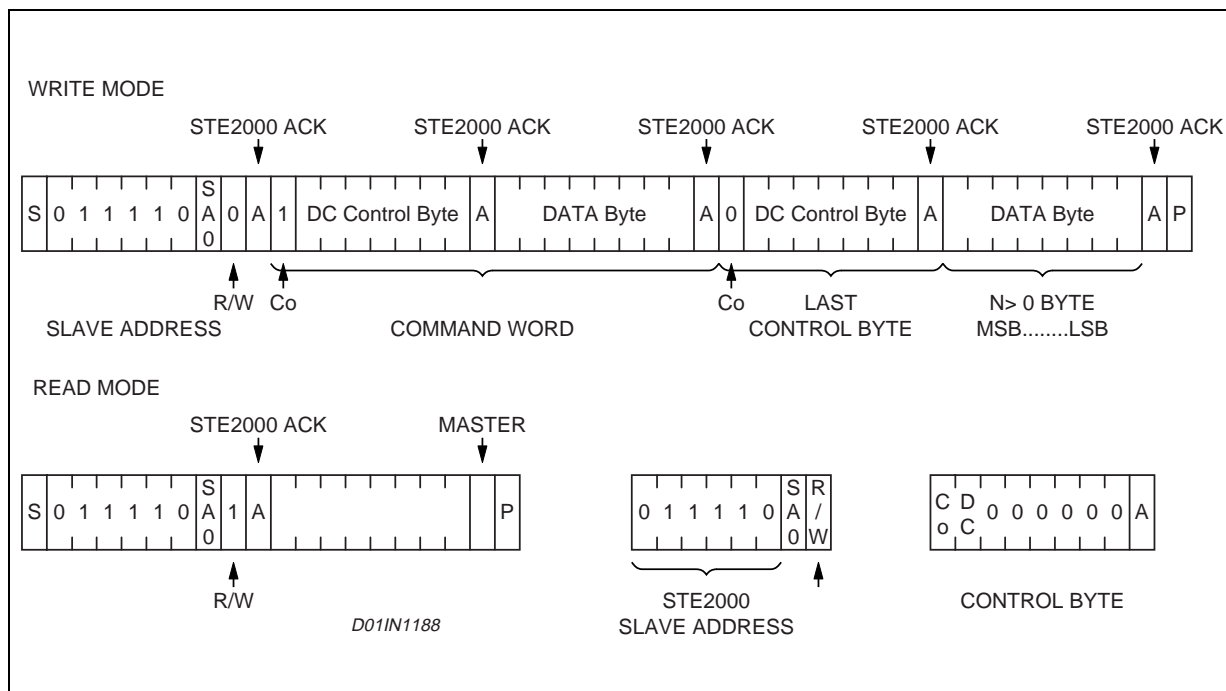 WRITE MODE
STE2000 ACK STE2000 ACK STE2000 ACK STE2000 ACK STE2000 ACK
S 0 1 1 1 1 0 SA0 0 A 1 DC Control Byte A DATA Byte A 0 DC Control Byte A DATA Byte A P
R/W Co Co LAST N> 0 BYTE
SLAVE ADDRESS COMMAND WORD CONTROL BYTE MSB........LSB
READ MODE
STE2000 ACK MASTER
S 0 1 1 1 1 0 SA0 1 A P
0 1 1 1 1 0 SA0 R/W
Co DC 0 0 0 0 0 0 A
R/W STE2000 CONTROL BYTE
D01IN1188 SLAVE ADDRESS